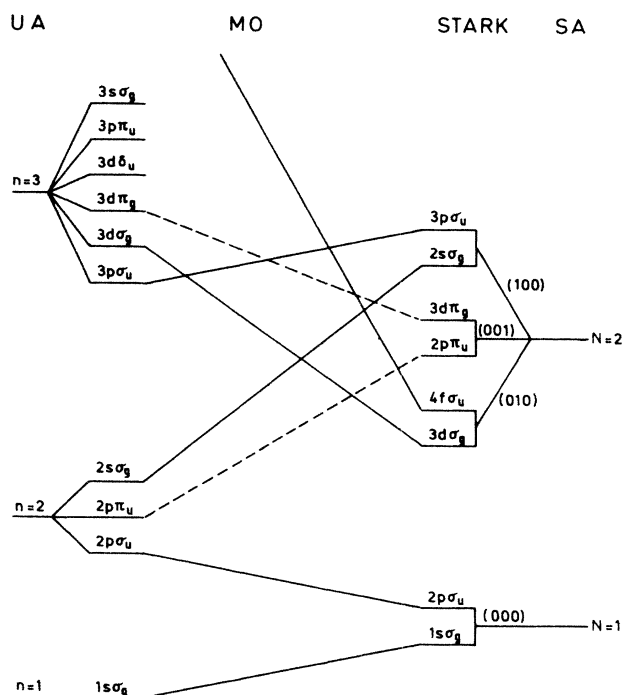 UA MO STARK SA
3sσg
3pπu
3dδu
n=3
3dπg
3dσg
3pσu
3pσu
2sσg
(100)
3dπg
(001)
N=2
2pπu
4fσu
(010)
3dσg
2sσg
n=2
2pπu
2pσu
2pσu
(000)
N=1
1sσg
n=1 1sσg